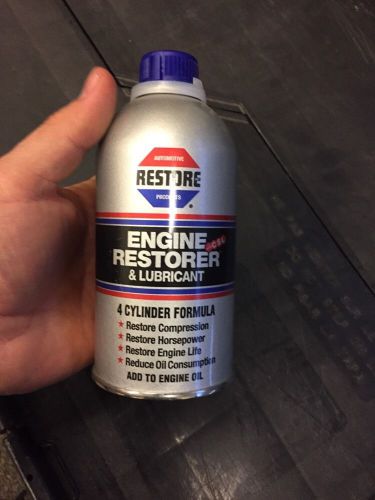 AUTOMOTIVE
RESTORE
PRODUCTS
®
ENGINE
RESTORER
& LUBRICANT
4 CYLINDER FORMULA
★ Restore Compression
★ Restore Horsepower
★ Restore Engine Life
★ Reduce Oil Consumption
ADD TO ENGINE OIL